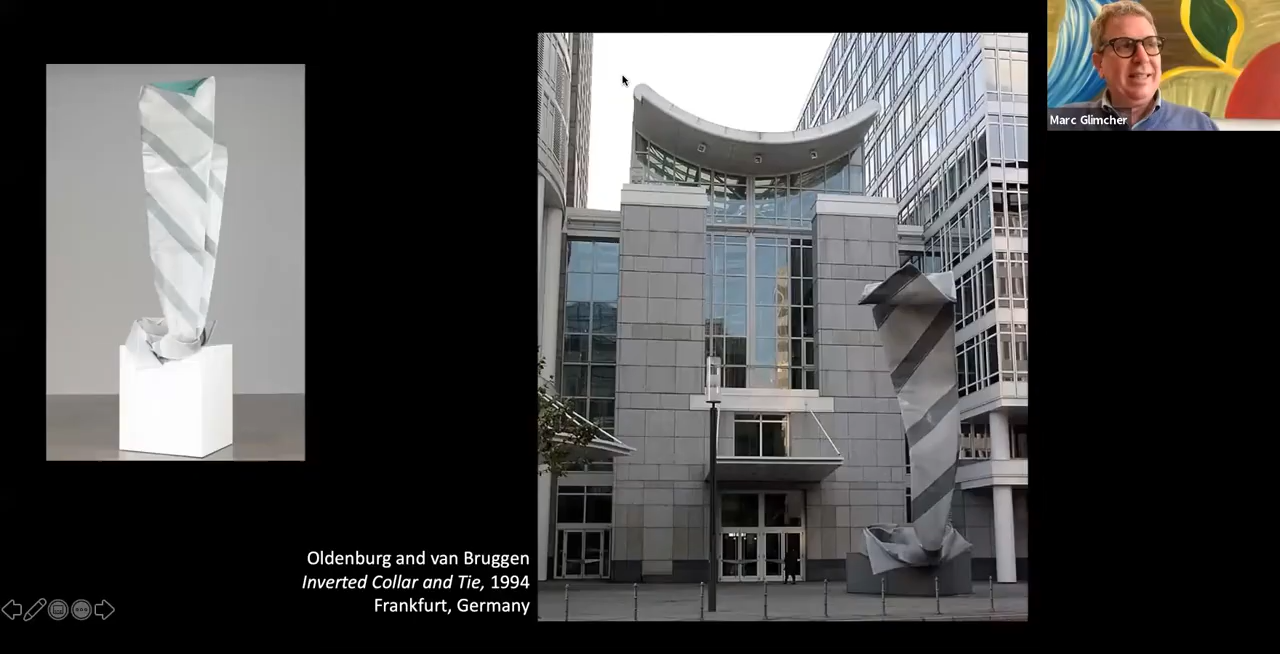 Marc Glimcher
Oldenburg and van Bruggen
Inverted Collar and Tie, 1994
Frankfurt, Germany